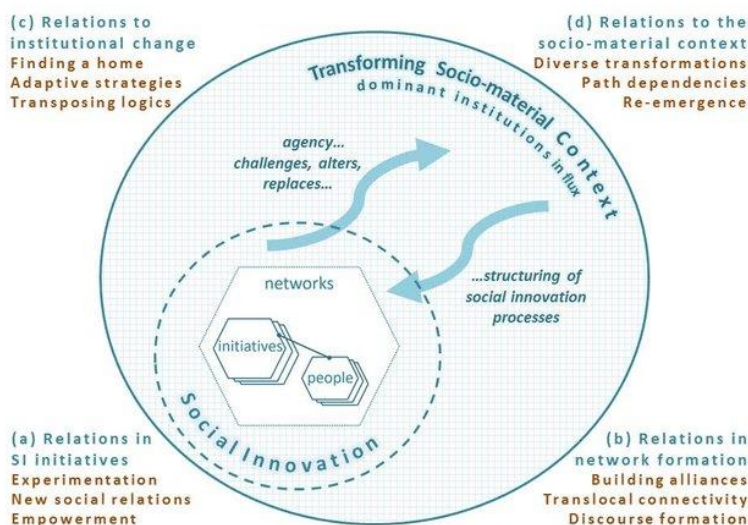 (c) Relations to
institutional change
Finding a home
Adaptive strategies
Transposing logics
(d) Relations to the
socio-material context
Diverse transformations
Path dependencies
Re-emergence
Transforming Socio-material Context
dominant institutions in flux
agency...
challenges, alters,
replaces...
...structuring of
social innovation
processes
networks
initiatives
people
Social Innovation
(a) Relations in
SI initiatives
Experimentation
New social relations
Empowerment
(b) Relations in
network formation
Building alliances
Translocal connectivity
Discourse formation